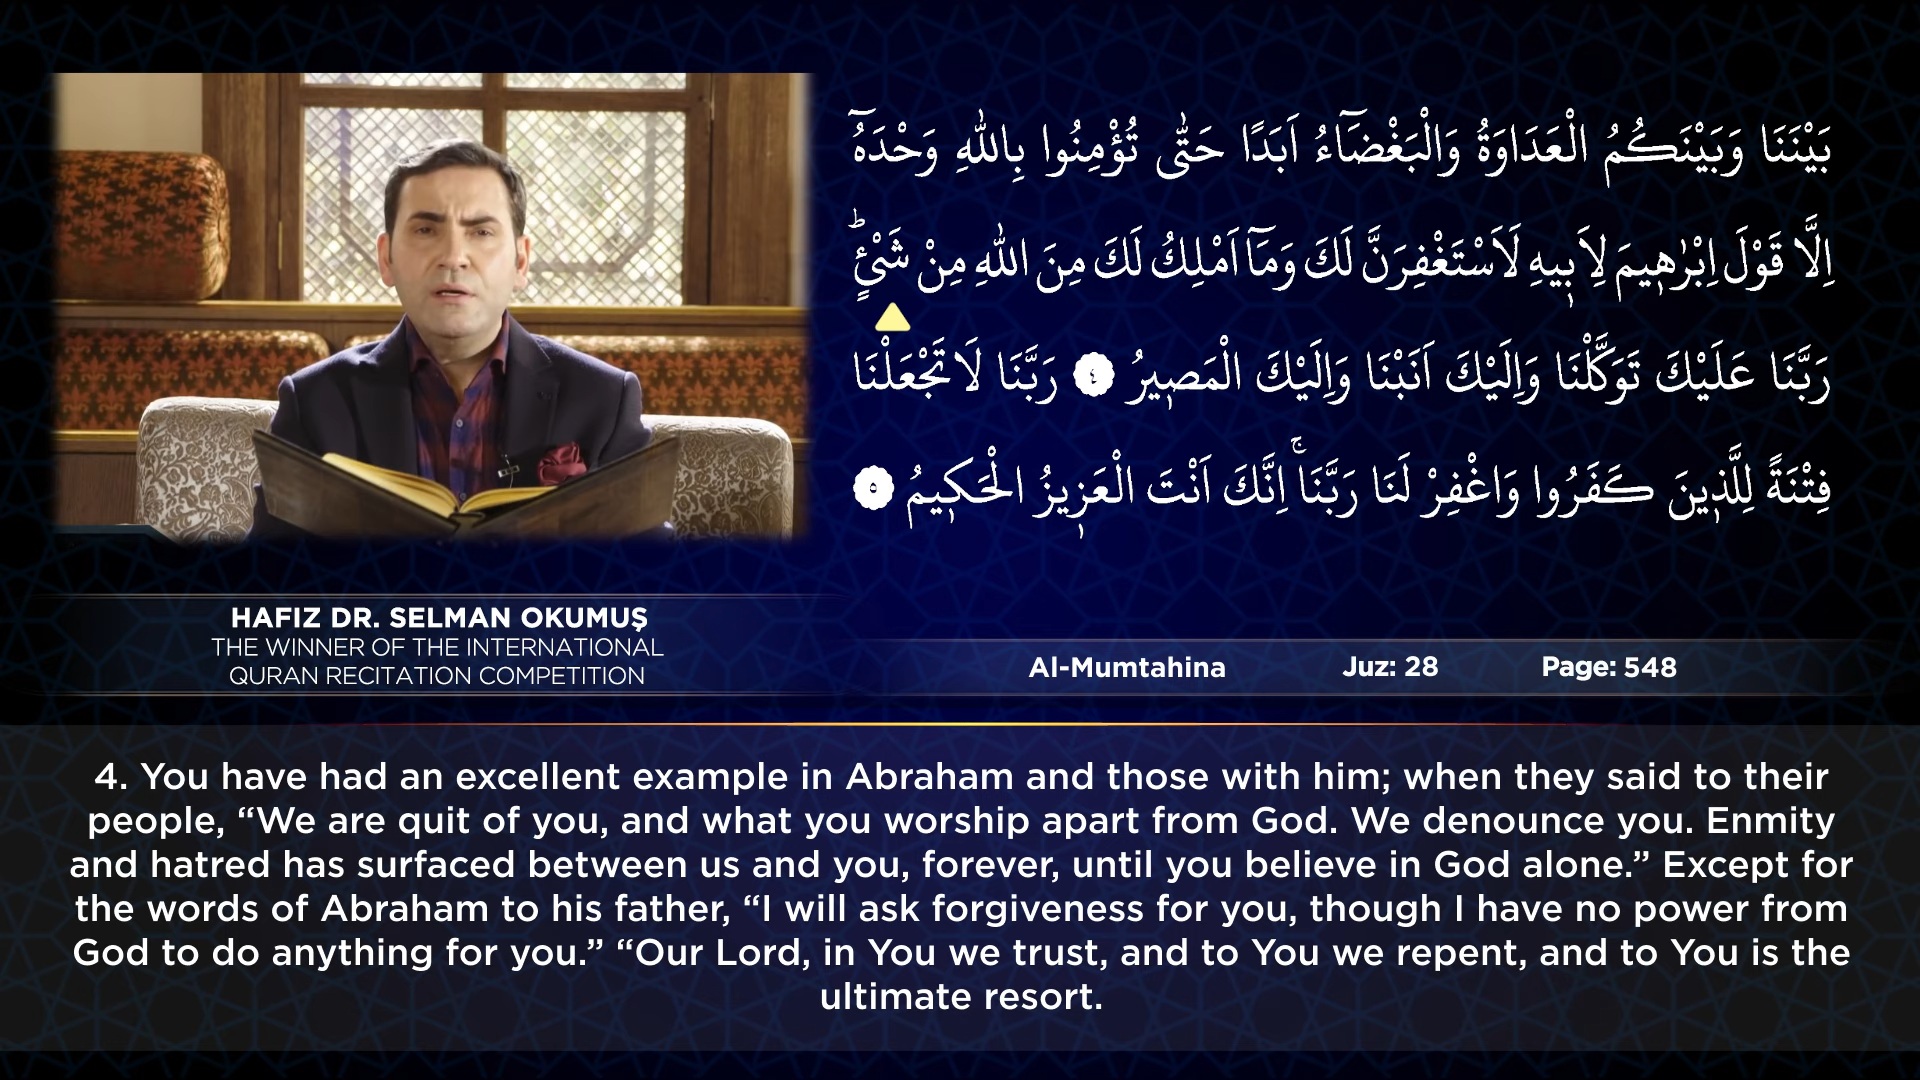 بَيْنَنَا وَبَيْنَكُمُ الْعَدَاوَةُ وَالْبَغْضَٓاءُ اَبَدًا حَتّٰى تُؤْمِنُوا بِاللّٰهِ وَحْدَهُٓ
اِلَّا قَوْلَ اِبْرٰه۪يمَ لِاَب۪يهِ لَاَسْتَغْفِرَنَّ لَكَ وَمَٓا اَمْلِكُ لَكَ مِنَ اللّٰهِ مِنْ شَيْءٍۜ
رَبَّنَا عَلَيْكَ تَوَكَّلْنَا وَاِلَيْكَ اَنَبْنَا وَاِلَيْكَ الْمَص۪يرُ ٤ رَبَّنَا لَا تَجْعَلْنَا
فِتْنَةً لِلَّذ۪ينَ كَفَرُوا وَاغْفِرْ لَنَا رَبَّنَاۚ اِنَّكَ اَنْتَ الْعَز۪يزُ الْحَك۪يمُ ٥
HAFIZ DR. SELMAN OKUMUŞ
THE WINNER OF THE INTERNATIONAL
QURAN RECITATION COMPETITION
Al-Mumtahina Juz: 28 Page: 548
4. You have had an excellent example in Abraham and those with him; when they said to their
people, “We are quit of you, and what you worship apart from God. We denounce you. Enmity
and hatred has surfaced between us and you, forever, until you believe in God alone.” Except for
the words of Abraham to his father, “I will ask forgiveness for you, though I have no power from
God to do anything for you.” “Our Lord, in You we trust, and to You we repent, and to You is the
ultimate resort.